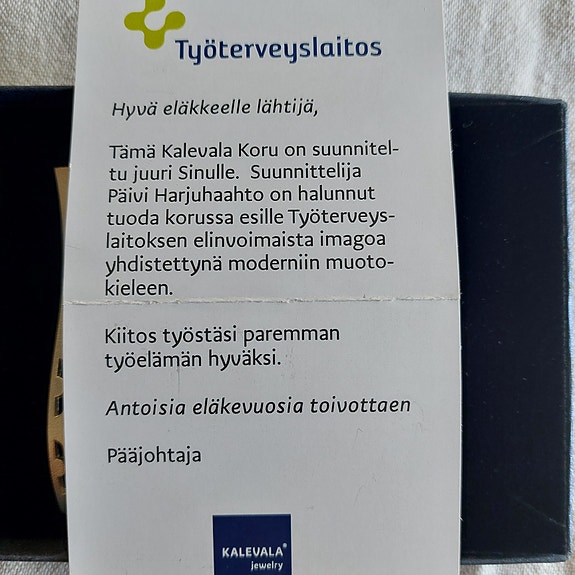 Työterveyslaitos
Hyvä eläkkeelle lähtijä,
Tämä Kalevala Koru on suunnitel-
tu juuri Sinulle. Suunnittelija
Päivi Harjuhaahto on halunnut
tuoda korussa esille Työterveys-
laitoksen elinvoimaista imagoa
yhdistettynä moderniin muoto-
kieleen.
Kiitos työstäsi paremman
työelämän hyväksi.
Antoisia eläkevuosia toivottaen
Pääjohtaja
KALEVALA®
jewelry